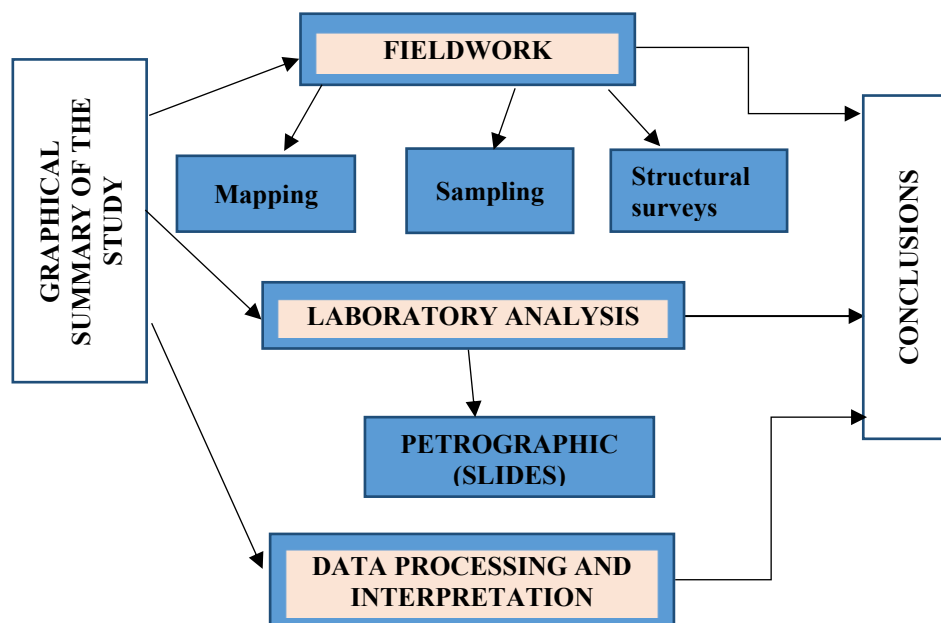 GRAPHICAL
SUMMARY OF THE
STUDY
FIELDWORK
Mapping
Sampling
Structural
surveys
LABORATORY ANALYSIS
PETROGRAPHIC
(SLIDES)
DATA PROCESSING AND
INTERPRETATION
CONCLUSIONS